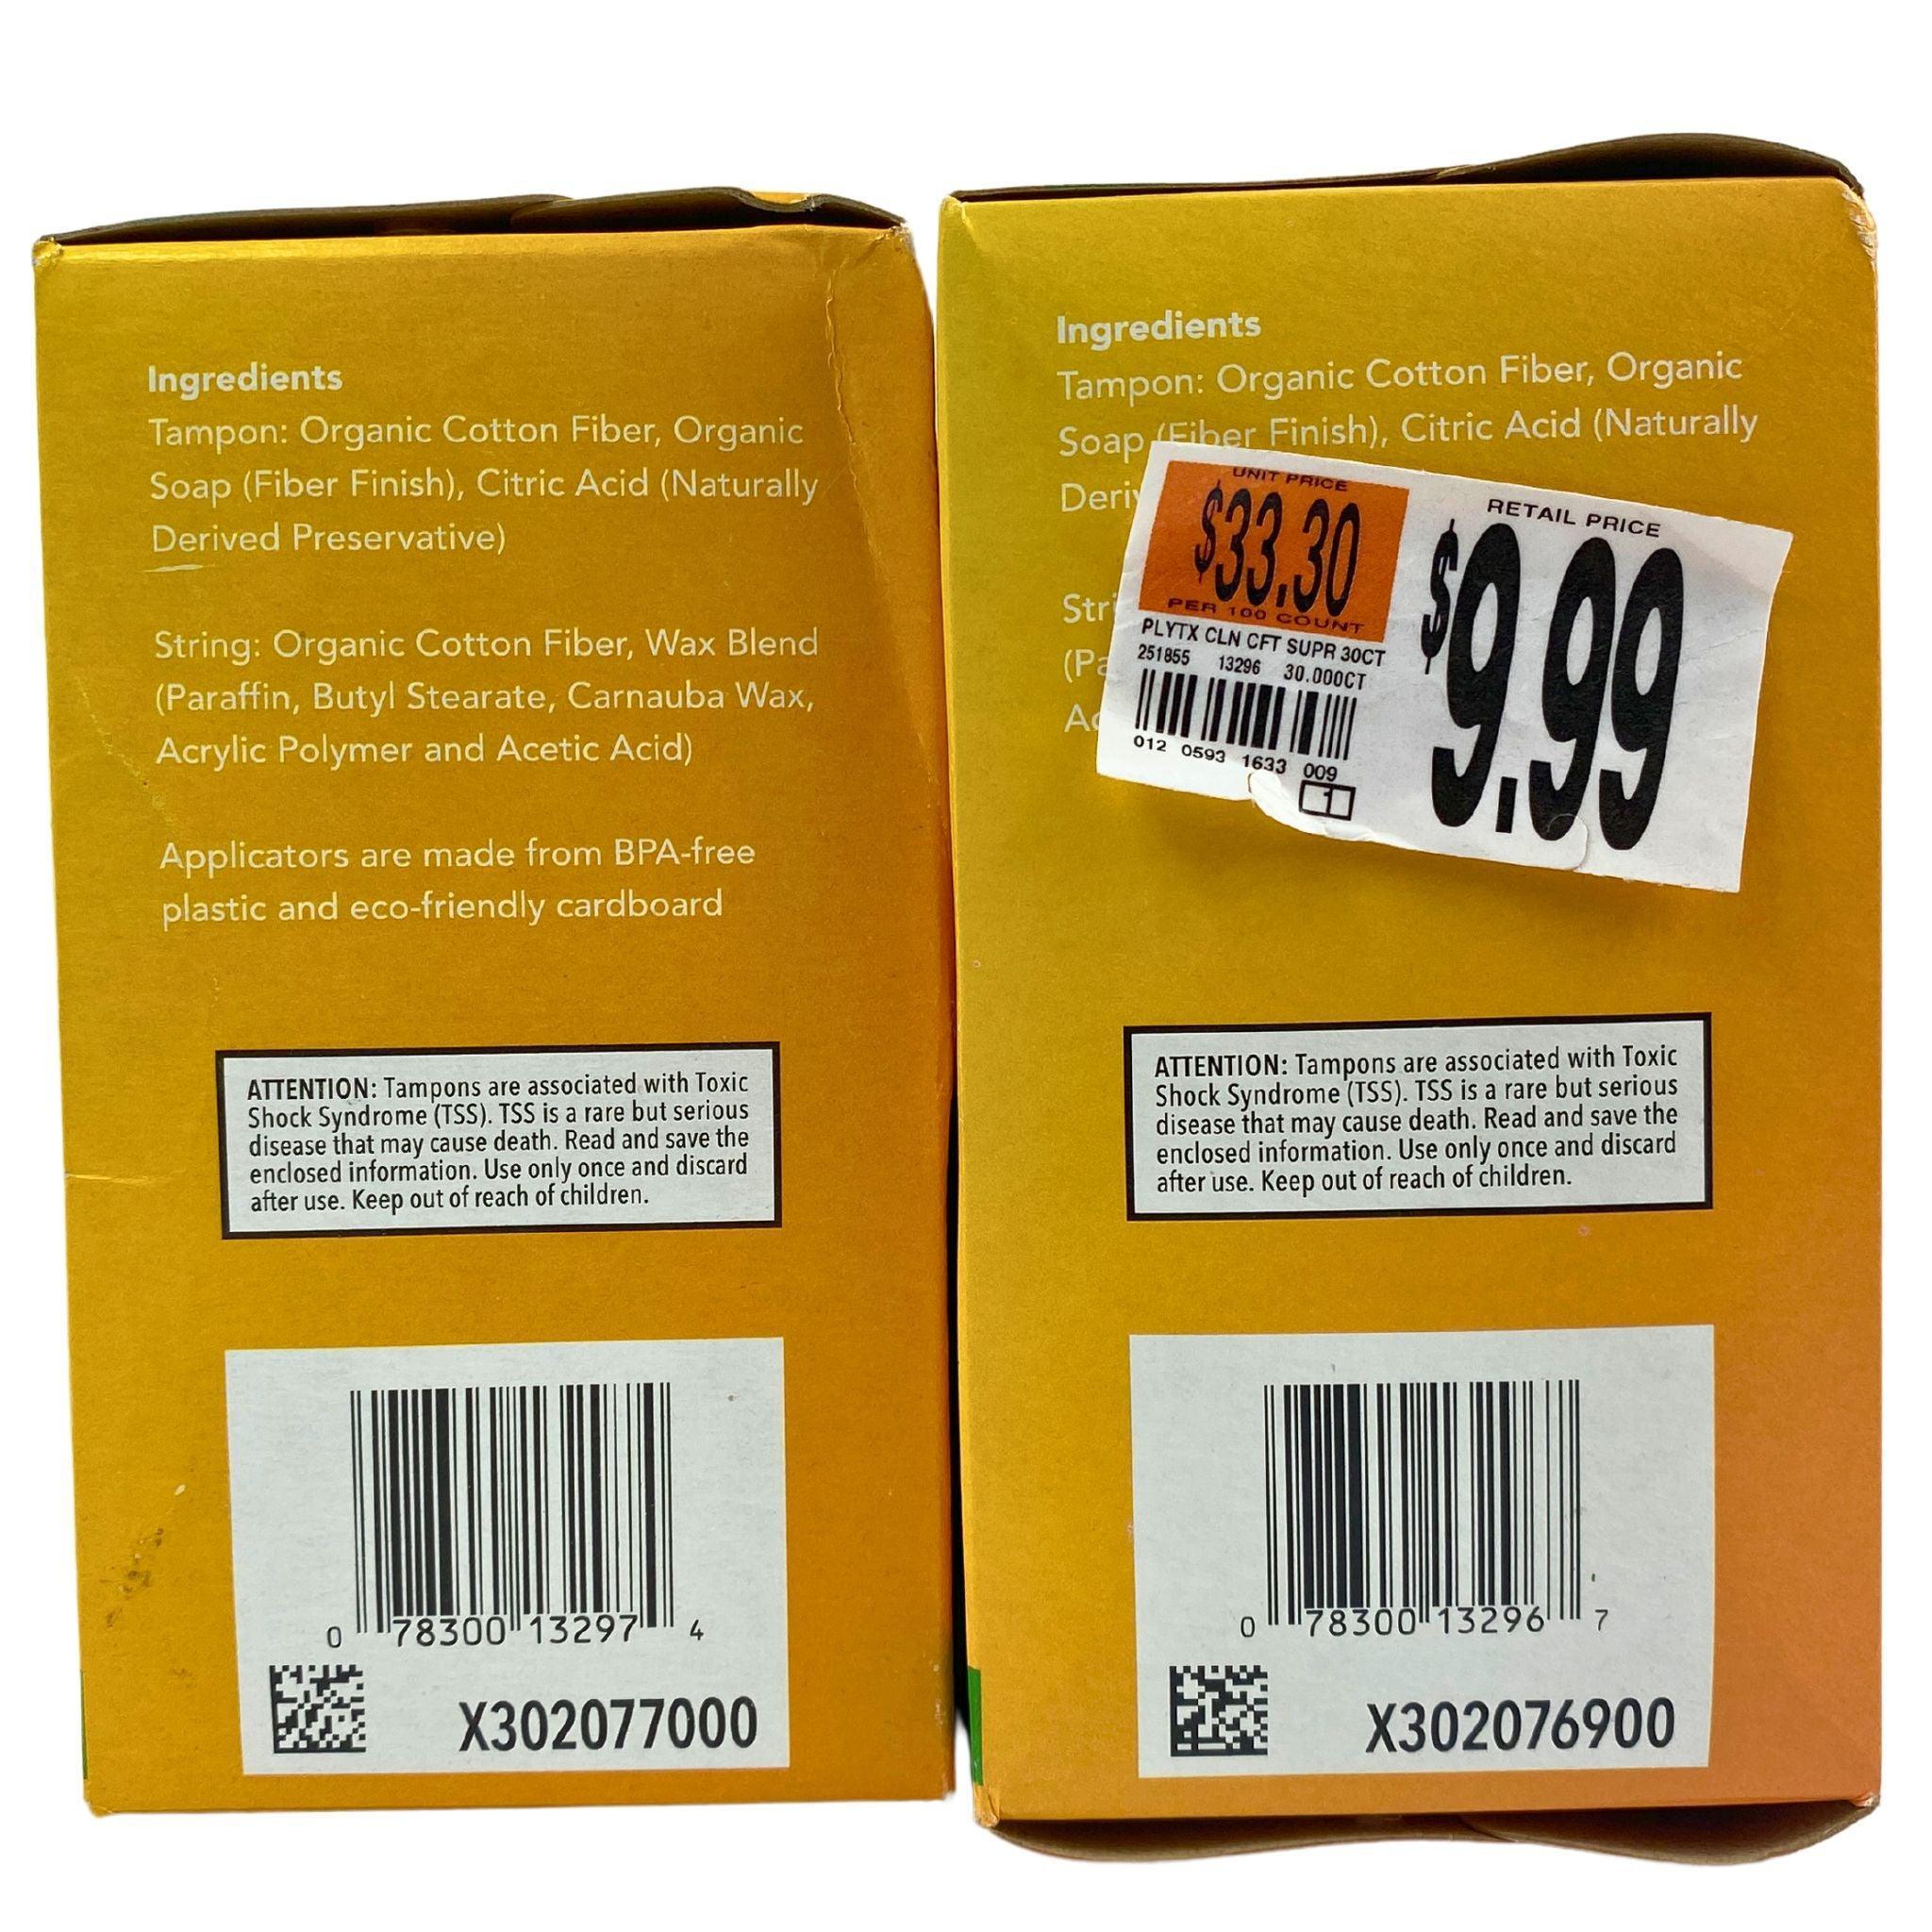 Ingredients
Tampon: Organic Cotton Fiber, Organic
Soap (Fiber Finish), Citric Acid (Naturally
Derived Preservative)
String: Organic Cotton Fiber, Wax Blend
(Paraffin, Butyl Stearate, Carnauba Wax,
Acrylic Polymer and Acetic Acid)
Applicators are made from BPA-free
plastic and eco-friendly cardboard
ATTENTION: Tampons are associated with Toxic
Shock Syndrome (TSS). TSS is a rare but serious
disease that may cause death. Read and save the
enclosed information. Use only once and discard
after use. Keep out of reach of children.
0 78300 13297 4
X302077000
Ingredients
Tampon: Organic Cotton Fiber, Organic
Soap (Fiber Finish), Citric Acid (Naturally
UNIT PRICE
$33.30
PER 100 COUNT
RETAIL PRICE
$9.99
PLYTX CLN CFT SUPR 30CT
251855 13296 30.000CT
012 0593 1633 009
1
ATTENTION: Tampons are associated with Toxic
Shock Syndrome (TSS). TSS is a rare but serious
disease that may cause death. Read and save the
enclosed information. Use only once and discard
after use. Keep out of reach of children.
0 78300 13296 7
X302076900